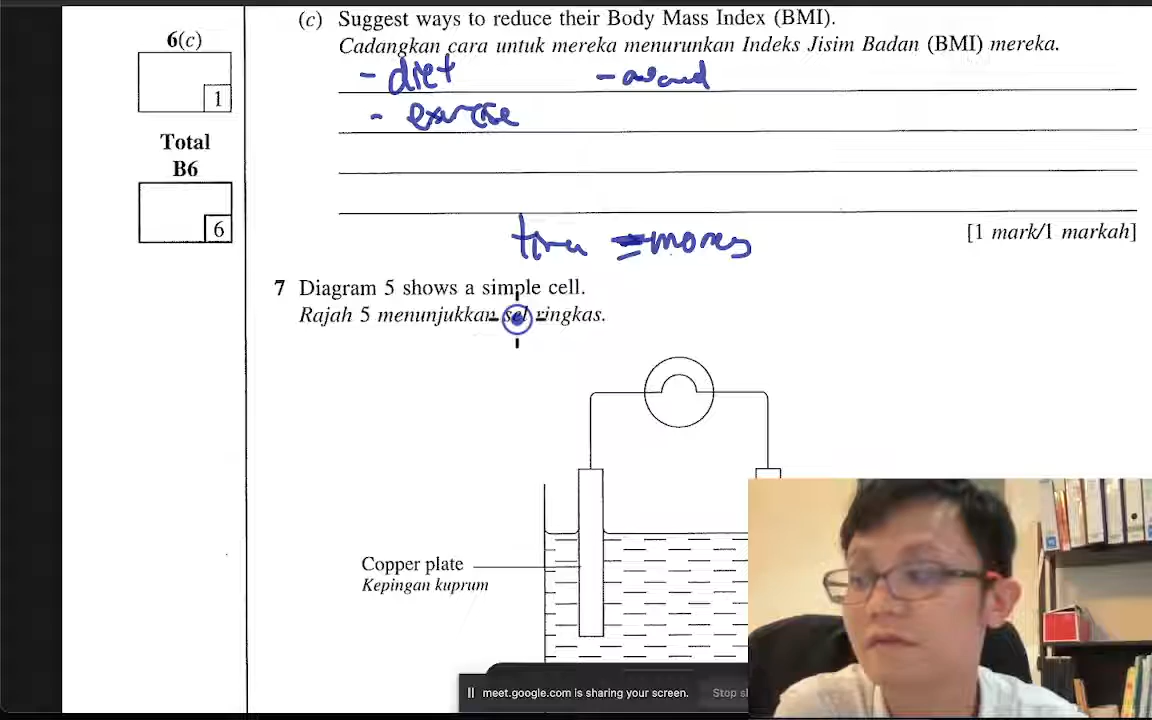 (c) Suggest ways to reduce their Body Mass Index (BMI).
6(c)
Cadangkan cara untuk mereka menurunkan Indeks Jisim Badan (BMI) mereka.
- diet
1
- exercise
Total
B6
6
[1 mark/1 markah]
= money
7 Diagram 5 shows a simple cell.
Rajah 5 menunjukkan sel ringkas.
Copper plate
Kepingan kuprum
meet.google.com is sharing your screen.
Stop